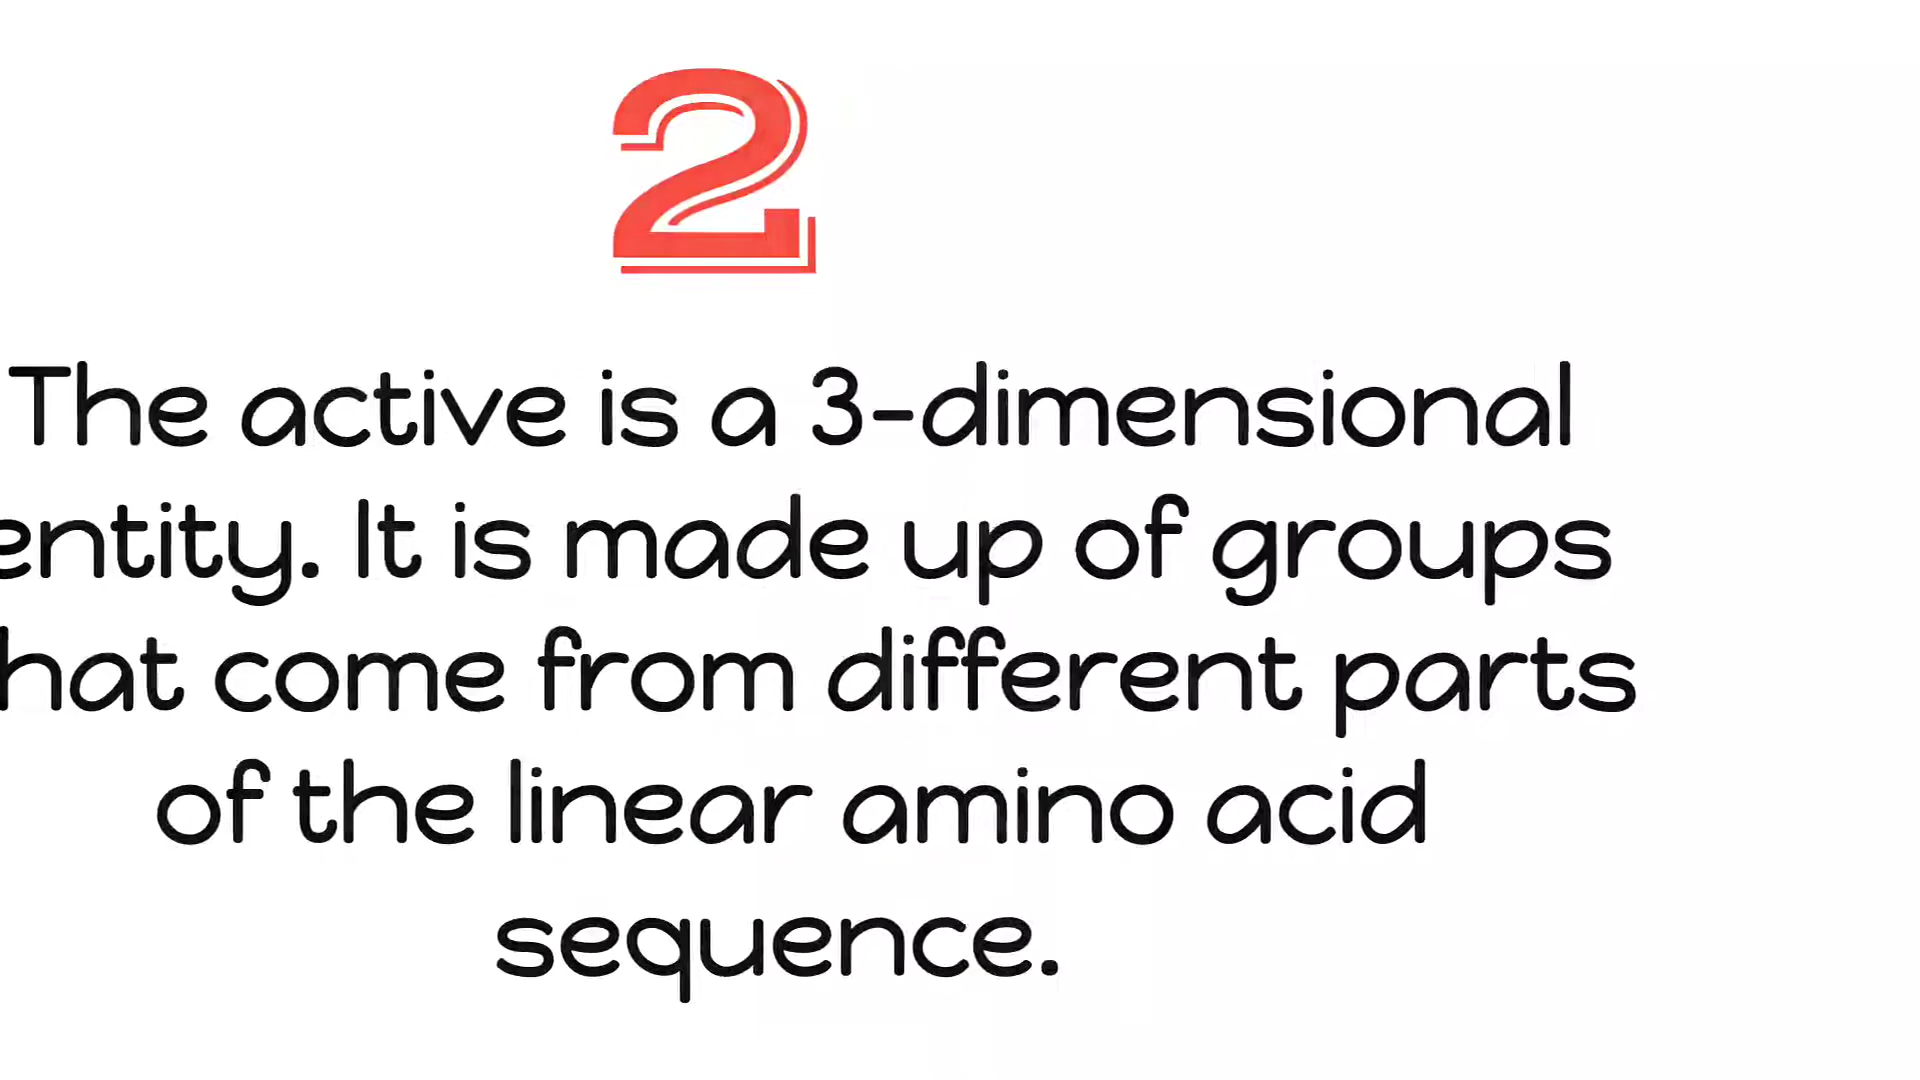 2
The active is a 3-dimensional
entity. It is made up of groups
hat come from different parts
of the linear amino acid
sequence.